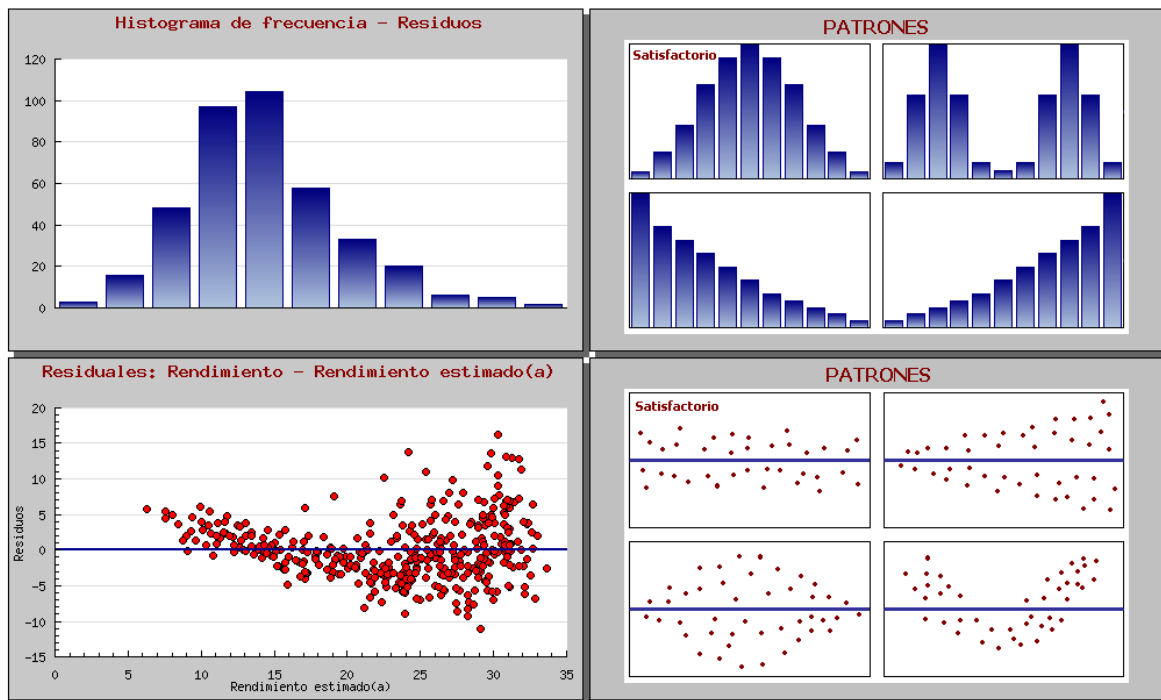 Histograma de frecuencia - Residuos
120
100
80
60
40
20
0
PATRONES
Satisfactorio
Residuales: Rendimiento - Rendimiento estimado(a)
20
15
10
5
0
-5
-10
-15
Residuos
0 5 10 15 20 25 30 35
Rendimiento estimado(a)
PATRONES
Satisfactorio